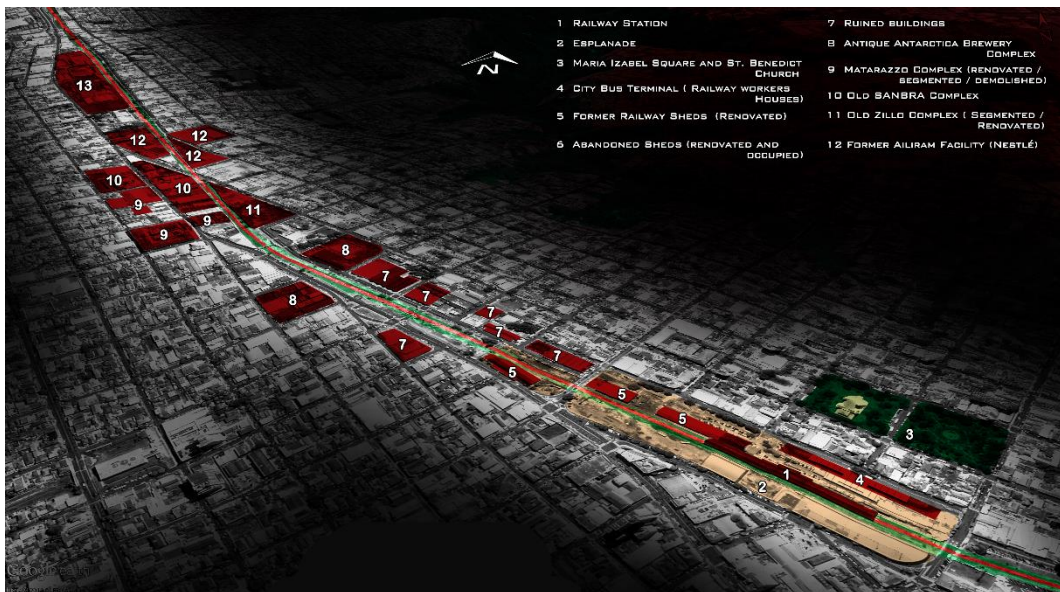 1 Railway Station
2 Esplanade
3 Maria Izabel Square and St. Benedict
Church
4 City Bus Terminal ( Railway workers
Houses)
5 Former Railway Sheds (Renovated)
6 Abandoned Sheds (renovated and
occupied)
7 Ruined buildings
8 Antique Antarctica Brewery
Complex
9 Matarazzo Complex (renovated /
segmented / demolished)
10 Old SANBRA Complex
11 Old Zillo Complex ( Segmented /
Renovated)
12 Former Ailiram Facility (Nestlé)
N
13
12
12
12
10
10
9
11
9
9
8
7
7
8
7
7
7
7
5
5
5
3
4
1
2